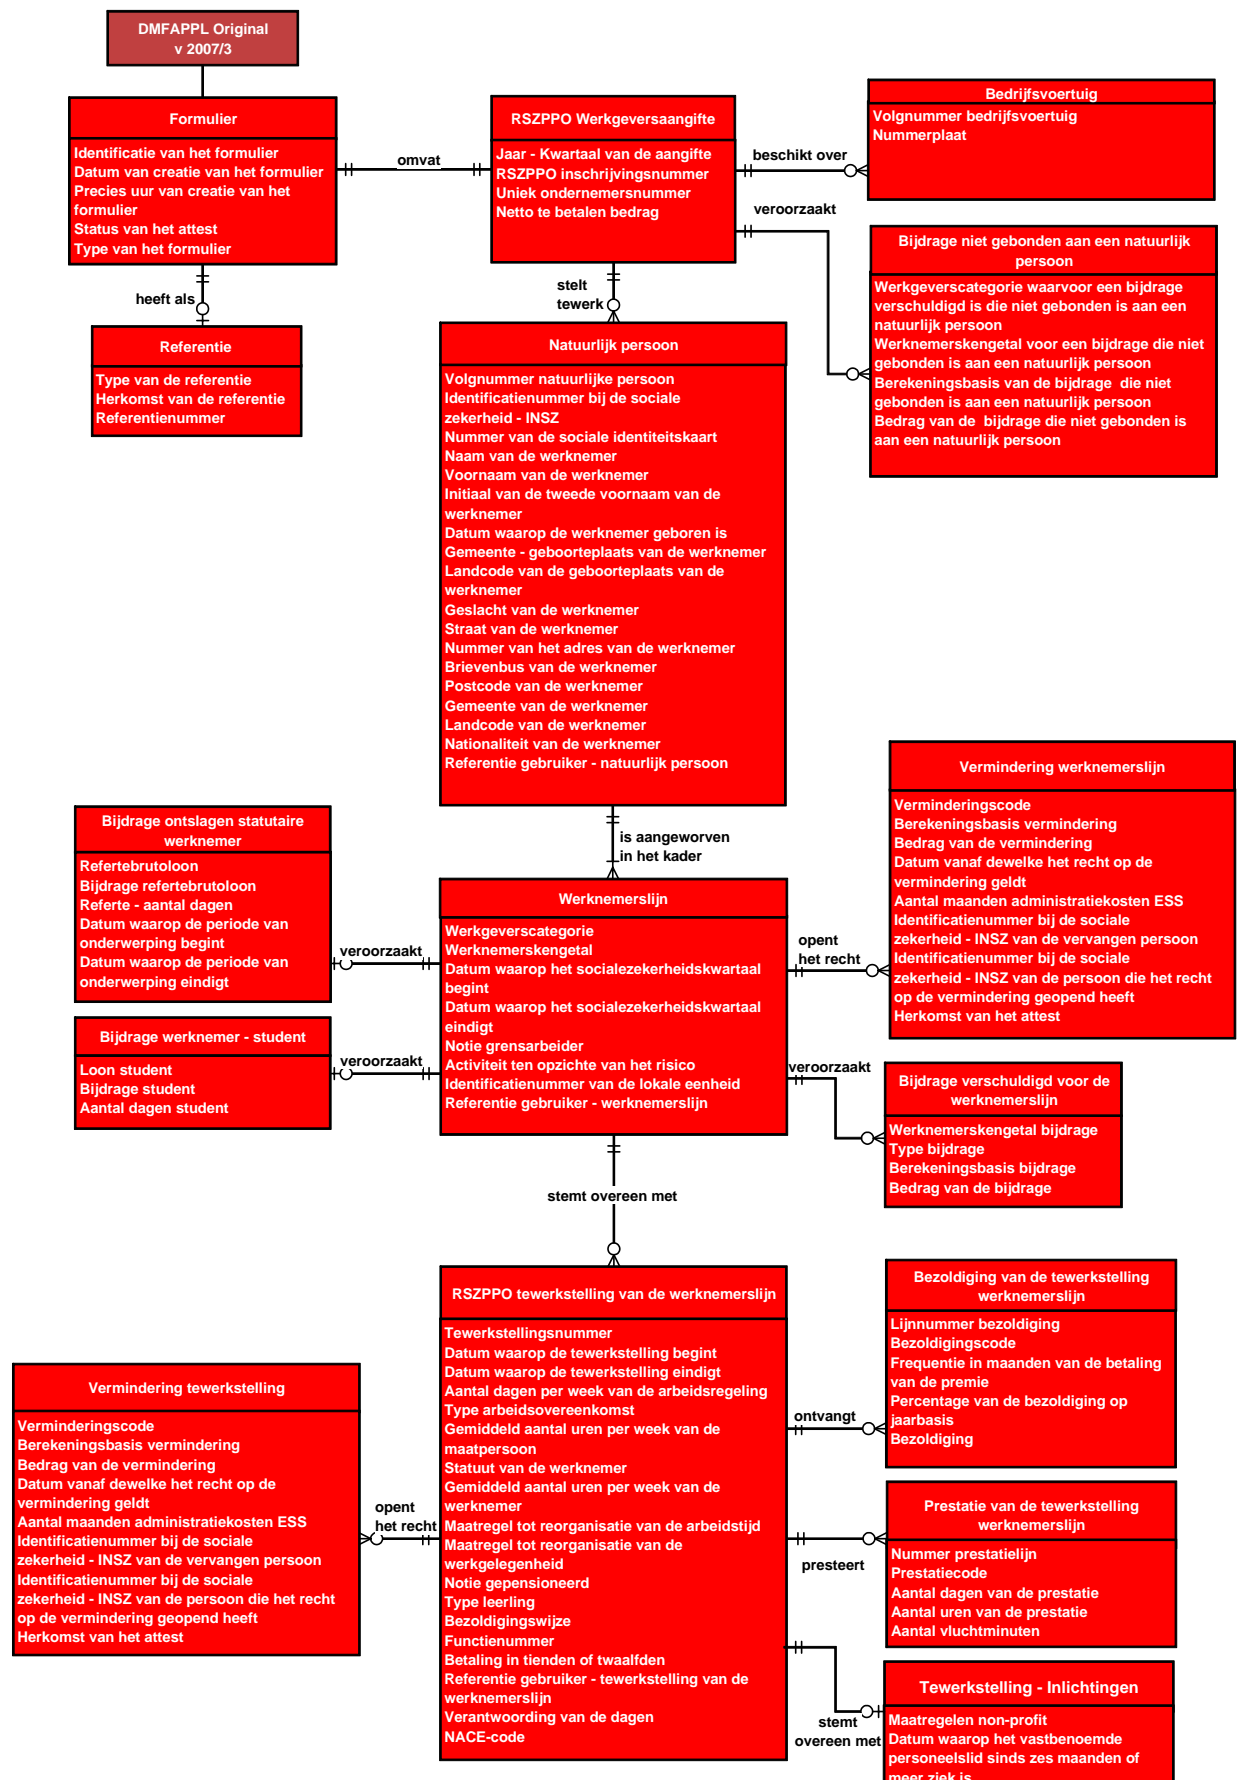 DMFAPPL Original
v 2007/3
Formulier
Identificatie van het formulier
Datum van creatie van het formulier
Precies uur van creatie van het
formulier
Status van het attest
Type van het formulier
omvat
RSZPPO Werkgeversaangifte
Jaar - Kwartaal van de aangifte
RSZPPO inschrijvingsnummer
Uniek ondernemersnummer
Netto te betalen bedrag
beschikt over
Bedrijfsvoertuig
Volgnummer bedrijfsvoertuig
Nummerplaat
veroorzaakt
Bijdrage niet gebonden aan een natuurlijk
persoon
Werkgeverscategorie waarvoor een bijdrage
verschuldigd is die niet gebonden is aan een
natuurlijk persoon
Werknemerskengetal voor een bijdrage die niet
gebonden is aan een natuurlijk persoon
Berekeningsbasis van de bijdrage die niet
gebonden is aan een natuurlijk persoon
Bedrag van de bijdrage die niet gebonden is
aan een natuurlijk persoon
heeft als
Referentie
Type van de referentie
Herkomst van de referentie
Referentienummer
stelt
tewerk
Natuurlijk persoon
Volgnummer natuurlijke persoon
Identificatienummer bij de sociale
zekerheid - INSZ
Nummer van de sociale identiteitskaart
Naam van de werknemer
Voornaam van de werknemer
Initiaal van de tweede voornaam van de
werknemer
Datum waarop de werknemer geboren is
Gemeente - geboorteplaats van de werknemer
Landcode van de geboorteplaats van de
werknemer
Geslacht van de werknemer
Straat van de werknemer
Nummer van het adres van de werknemer
Brievenbus van de werknemer
Postcode van de werknemer
Gemeente van de werknemer
Landcode van de werknemer
Nationaliteit van de werknemer
Referentie gebruiker - natuurlijk persoon
is aangeworven
in het kader
Bijdrage ontslagen statutaire
werknemer
Refertebrutoloon
Bijdrage refertebrutoloon
Referte - aantal dagen
Datum waarop de periode van
onderwerping begint
Datum waarop de periode van
onderwerping eindigt
veroorzaakt
Bijdrage werknemer - student
Loon student
Bijdrage student
Aantal dagen student
veroorzaakt
Werknemerslijn
Werkgeverscategorie
Werknemerskengetal
Datum waarop het socialezekerheidskwartaal
begint
Datum waarop het socialezekerheidskwartaal
eindigt
Notie grensarbeider
Activiteit ten opzichte van het risico
Identificatienummer van de lokale eenheid
Referentie gebruiker - werknemerslijn
opent
het recht
Vermindering werknemerslijn
Verminderingscode
Berekeningsbasis vermindering
Bedrag van de vermindering
Datum vanaf dewelke het recht op de
vermindering geldt
Aantal maanden administratiekosten ESS
Identificatienummer bij de sociale
zekerheid - INSZ van de vervangen persoon
Identificatienummer bij de sociale
zekerheid - INSZ van de persoon die het recht
op de vermindering geopend heeft
Herkomst van het attest
veroorzaakt
Bijdrage verschuldigd voor de
werknemerslijn
Werknemerskengetal bijdrage
Type bijdrage
Berekeningsbasis bijdrage
Bedrag van de bijdrage
stemt overeen met
RSZPPO tewerkstelling van de werknemerslijn
Tewerkstellingsnummer
Datum waarop de tewerkstelling begint
Datum waarop de tewerkstelling eindigt
Aantal dagen per week van de arbeidsregeling
Type arbeidsovereenkomst
Gemiddeld aantal uren per week van de
maatpersoon
Statuut van de werknemer
Gemiddeld aantal uren per week van de
werknemer
Maatregel tot reorganisatie van de arbeidstijd
Maatregel tot reorganisatie van de
werkgelegenheid
Notie gepensioneerd
Type leerling
Bezoldigingswijze
Functienummer
Betaling in tienden of twaalfden
Referentie gebruiker - tewerkstelling van de
werknemerslijn
Verantwoording van de dagen
NACE-code
opent
het recht
Vermindering tewerkstelling
Verminderingscode
Berekeningsbasis vermindering
Bedrag van de vermindering
Datum vanaf dewelke het recht op de
vermindering geldt
Aantal maanden administratiekosten ESS
Identificatienummer bij de sociale
zekerheid - INSZ van de vervangen persoon
Identificatienummer bij de sociale
zekerheid - INSZ van de persoon die het recht
op de vermindering geopend heeft
Herkomst van het attest
ontvangt
Bezoldiging van de tewerkstelling
werknemerslijn
Lijnnummer bezoldiging
Bezoldigingscode
Frequentie in maanden van de betaling
van de premie
Percentage van de bezoldiging op
jaarbasis
Bezoldiging
presteert
Prestatie van de tewerkstelling
werknemerslijn
Nummer prestatielijn
Prestatiecode
Aantal dagen van de prestatie
Aantal uren van de prestatie
Aantal vluchtminuten
stemt
overeen met
Tewerkstelling - Inlichtingen
Maatregelen non-profit
Datum waarop het vastbenoemde
personeelslid sinds zes maanden of
meer ziek is